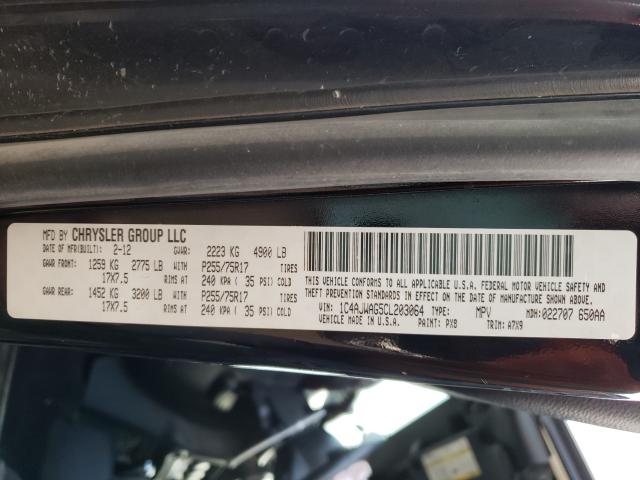 MFD BY CHRYSLER GROUP LLC
DATE OF MFR(BUILT): 2-12 GVWR: 2223 KG 4900 LB
GAWR FRONT: 1259 KG 2775 LB WITH P255/75R17 TIRES
17X7.5 RIMS AT 240 KPA ( 35 PSI) COLD
GAWR REAR: 1452 KG 3200 LB WITH P255/75R17 TIRES
17X7.5 RIMS AT 240 KPA ( 35 PSI) COLD
THIS VEHICLE CONFORMS TO ALL APPLICABLE U.S.A. FEDERAL MOTOR VEHICLE SAFETY AND
THEFT PREVENTION STANDARDS IN EFFECT ON THE DATE OF MANUFACTURE SHOWN ABOVE.
VIN: 1C4AJWAG5CL203064 TYPE: MPV MDH:022707 650AA
MADE IN U.S.A. PAINT: PX8 TRIM: A7X9